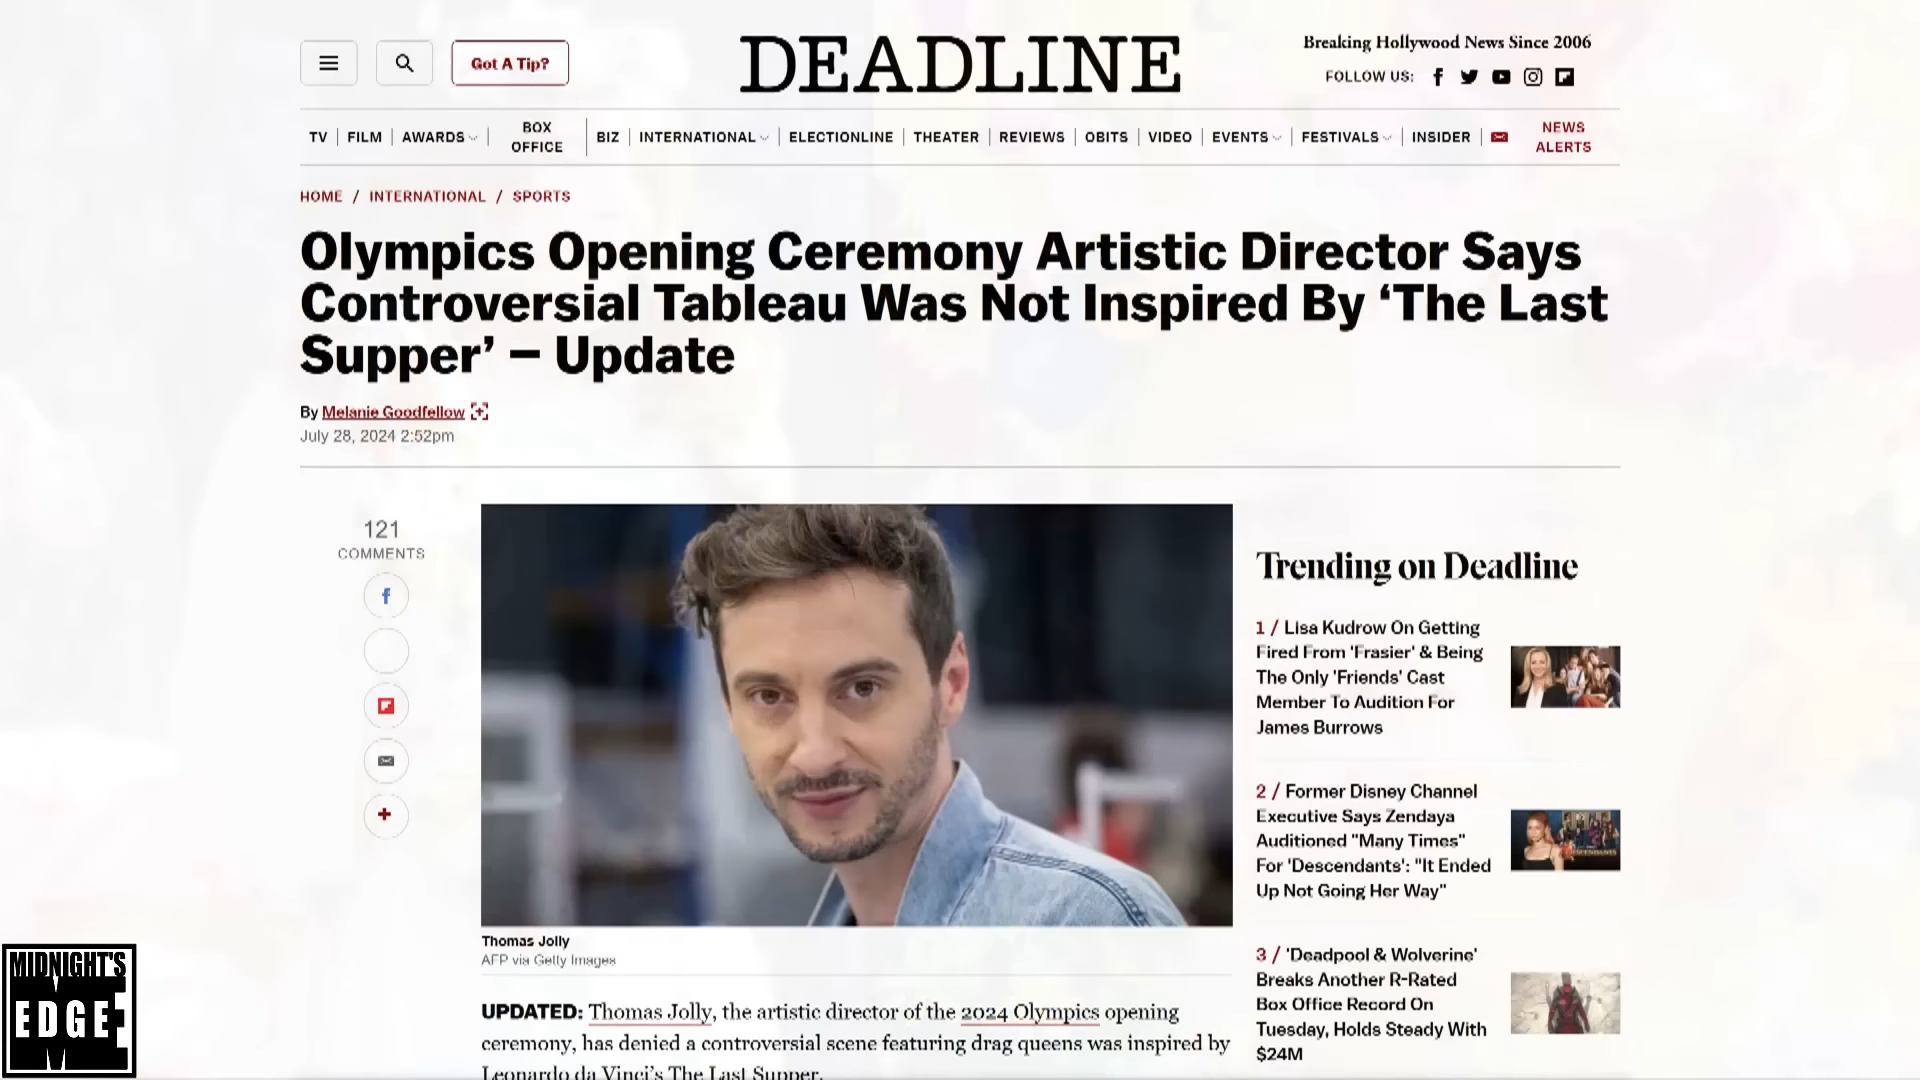 Got A Tip?
DEADLINE
Breaking Hollywood News Since 2006
FOLLOW US:
TV
FILM
AWARDS
BOX
OFFICE
BIZ
INTERNATIONAL
ELECTIONLINE
THEATER
REVIEWS
OBITS
VIDEO
EVENTS
FESTIVALS
INSIDER
NEWS
ALERTS
HOME / INTERNATIONAL / SPORTS
Olympics Opening Ceremony Artistic Director Says
Controversial Tableau Was Not Inspired By ‘The Last
Supper’ – Update
By Melanie Goodfellow
July 28, 2024 2:52pm
121
COMMENTS
Thomas Jolly
AFP via Getty Images
UPDATED: Thomas Jolly, the artistic director of the 2024 Olympics opening
ceremony, has denied a controversial scene featuring drag queens was inspired by
Leonardo da Vinci’s The Last Supper.
Trending on Deadline
1 / Lisa Kudrow On Getting
Fired From 'Frasier' & Being
The Only 'Friends' Cast
Member To Audition For
James Burrows
2 / Former Disney Channel
Executive Says Zendaya
Auditioned "Many Times"
For 'Descendants': "It Ended
Up Not Going Her Way"
3 / 'Deadpool & Wolverine'
Breaks Another R-Rated
Box Office Record On
Tuesday, Holds Steady With
$24M
MIDNIGHT'S
EDGE